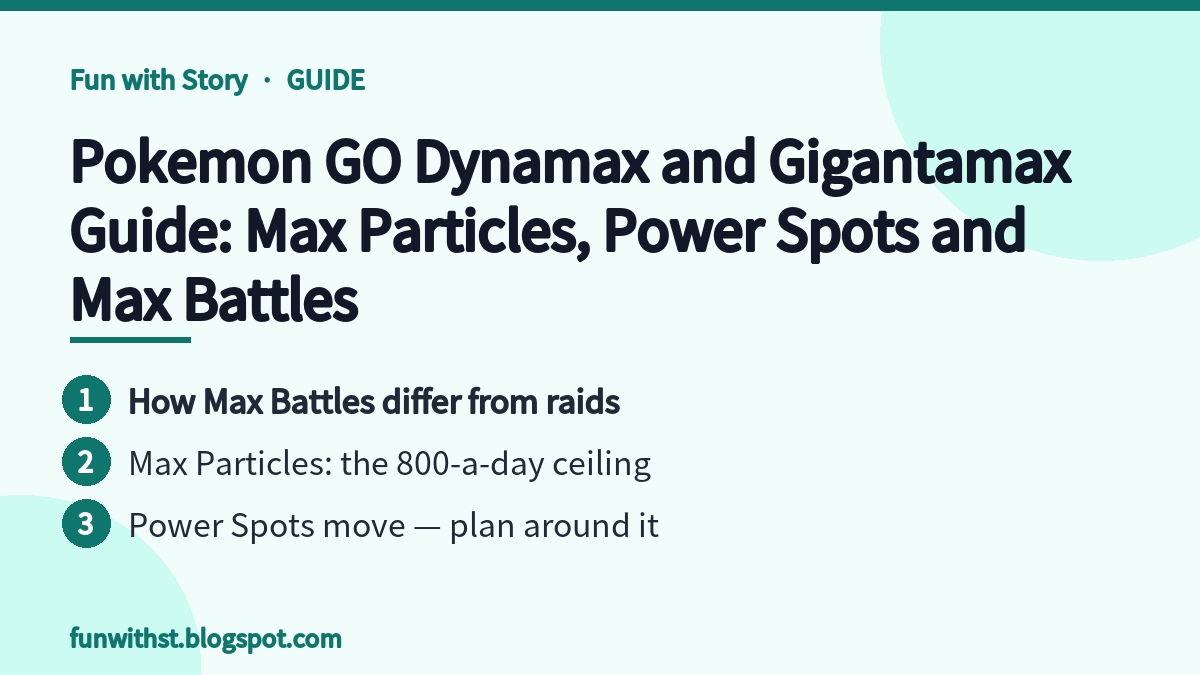 Fun with Story · GUIDE
Pokemon GO Dynamax and Gigantamax
Guide: Max Particles, Power Spots and
Max Battles
1 How Max Battles differ from raids
2 Max Particles: the 800-a-day ceiling
3 Power Spots move — plan around it
funwithst.blogspot.com